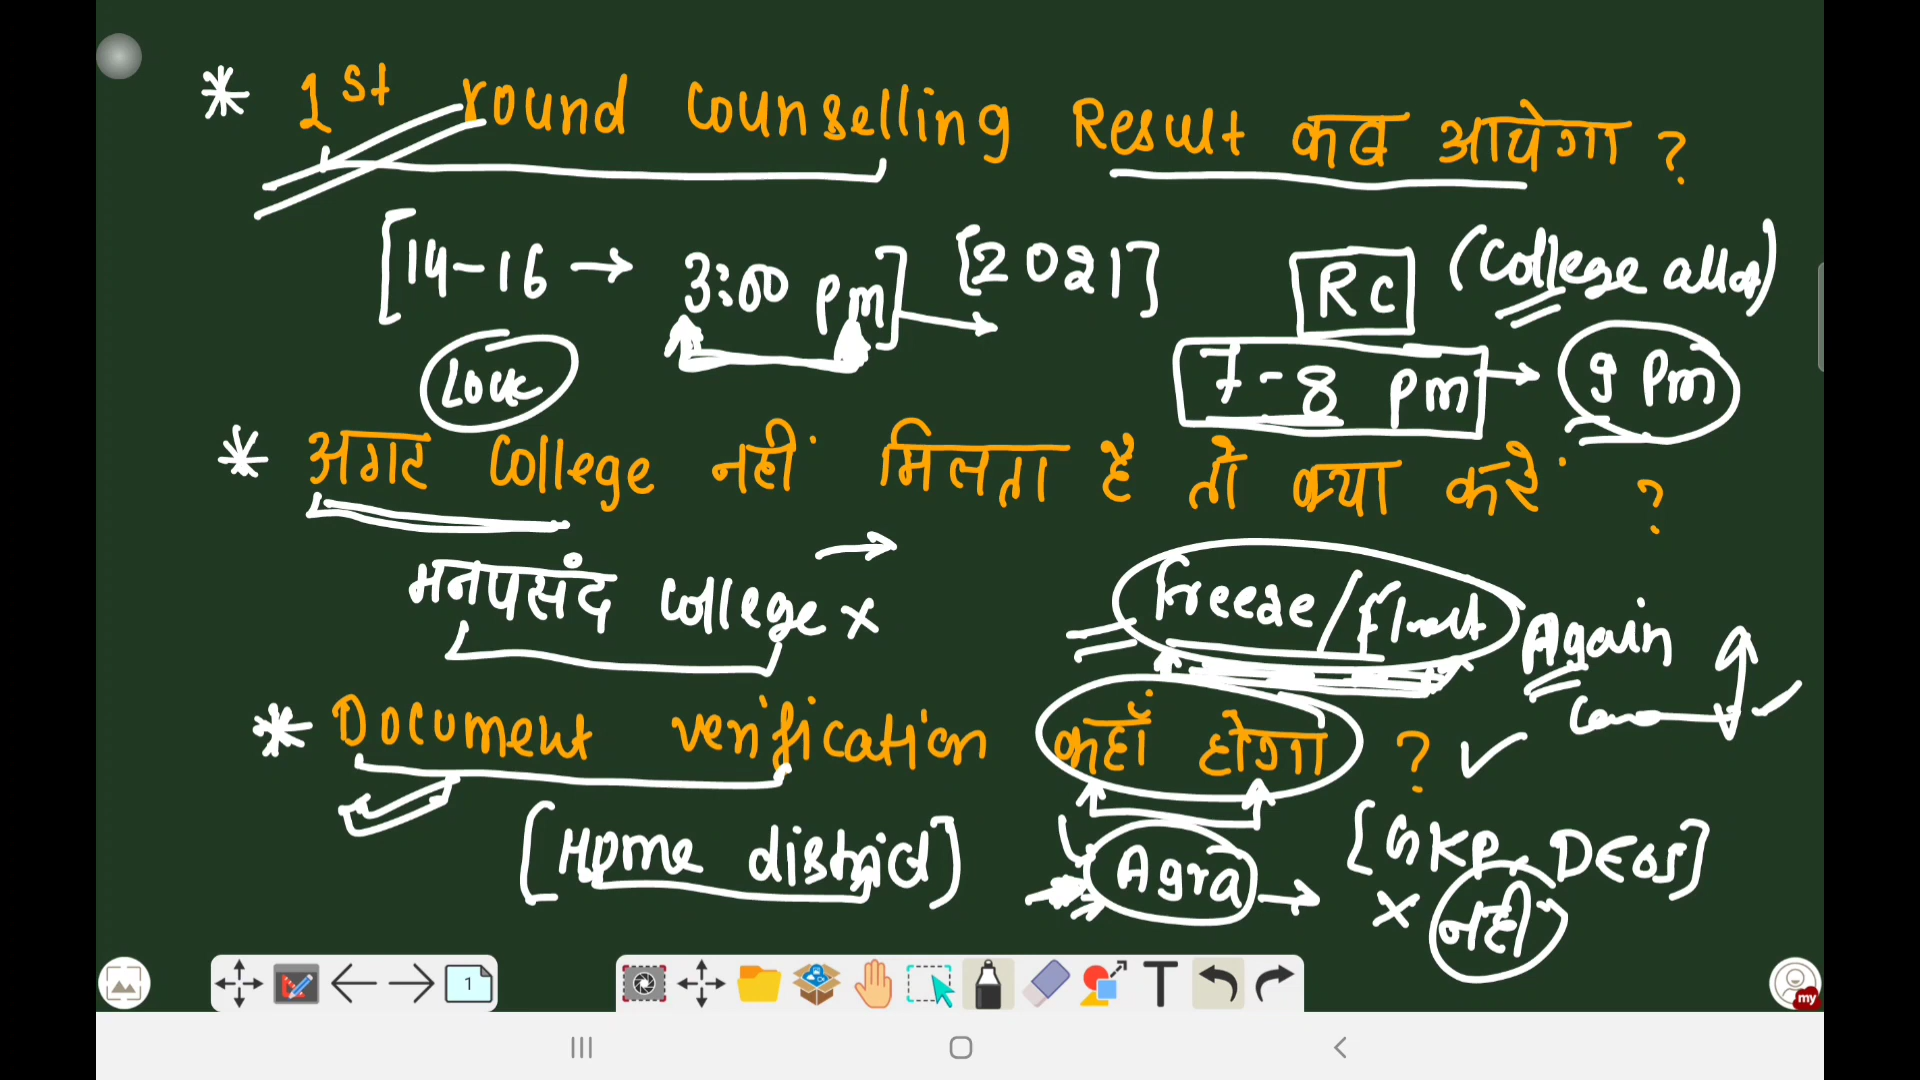 * 1st round Counselling Result कब आयेगा ?
[14-16 → 3:00 pm] → [2021] Rc (College allot)
Lock 7-8 pm → 9 Pm
* अगर College नहीं मिलता है तो क्या करें ?
मनपसंद College x → Freeze/Float Again
* Document verification कहाँ होगा ? ✓
[Home district] Agra → [GKP, DEOS]
x नहीं
1
T
my